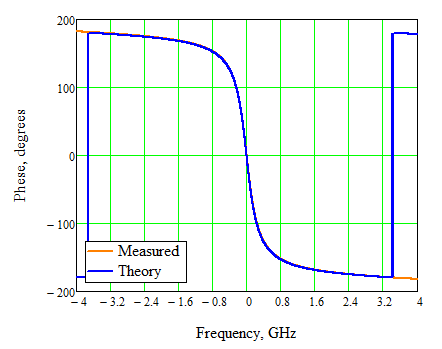 200
100
0
− 100
− 200
Phese, degrees
Measured
Theory
− 4 − 3.2 − 2.4 − 1.6 − 0.8 0 0.8 1.6 2.4 3.2 4
Frequency, GHz